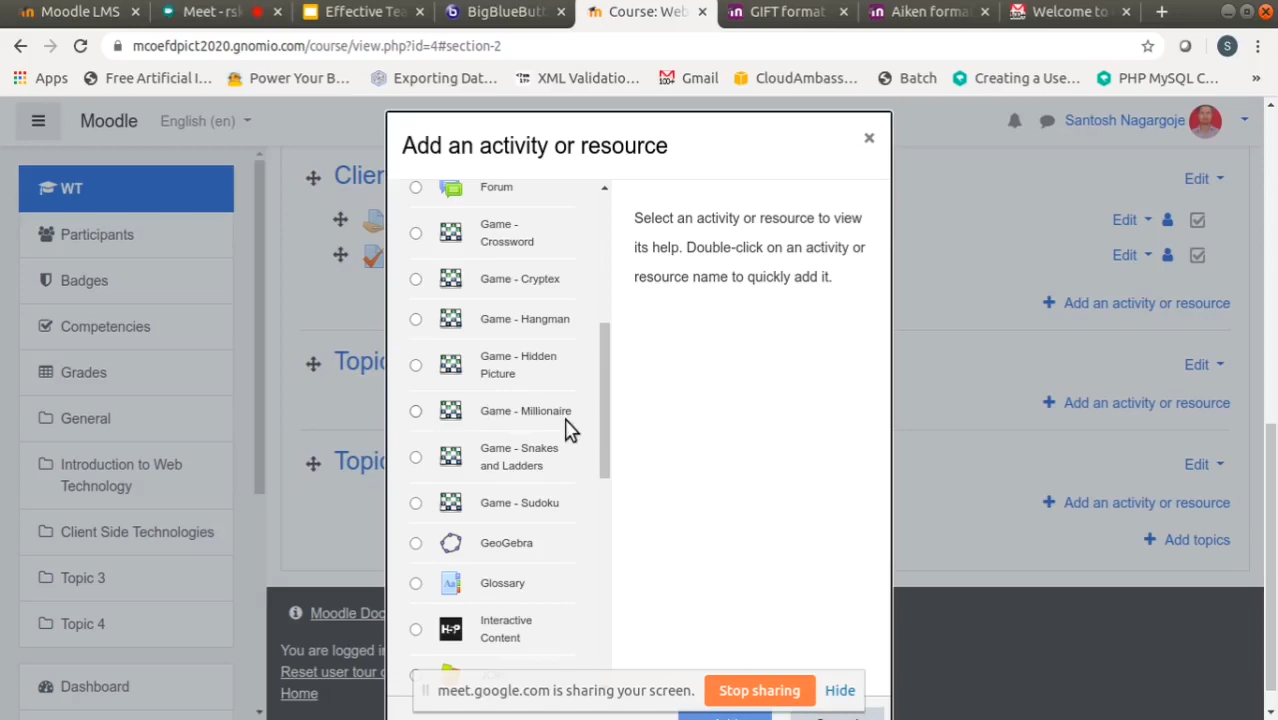 Moodle LMS
Meet - rsk
Effective Tea
BigBlueButt
Course: Web
GIFT format
Aiken forma
Welcome to
mcoefdpict2020.gnomio.com/course/view.php?id=4#section-2
S
Apps
Free Artificial I...
Power Your B...
Exporting Dat...
XML Validatio...
Gmail
CloudAmbass...
Batch
Creating a Use...
PHP MySQL C...
»
Moodle
English (en)
Santosh Nagargoje
WT
Participants
Badges
Competencies
Grades
General
Introduction to Web
Technology
Client Side Technologies
Topic 3
Topic 4
Dashboard
Clie
Edit
Edit
Edit
Add an activity or resource
Topic
Edit
Add an activity or resource
Topic
Edit
Add an activity or resource
Add topics
Moodle Doc
You are logged i
Reset user tour o
Home
Add an activity or resource
×
Forum
Game -
Crossword
Game - Cryptex
Game - Hangman
Game - Hidden
Picture
Game - Millionaire
Game - Snakes
and Ladders
Game - Sudoku
GeoGebra
Glossary
H-P
Interactive
Content
Select an activity or resource to view
its help. Double-click on an activity or
resource name to quickly add it.
meet.google.com is sharing your screen.
Stop sharing
Hide